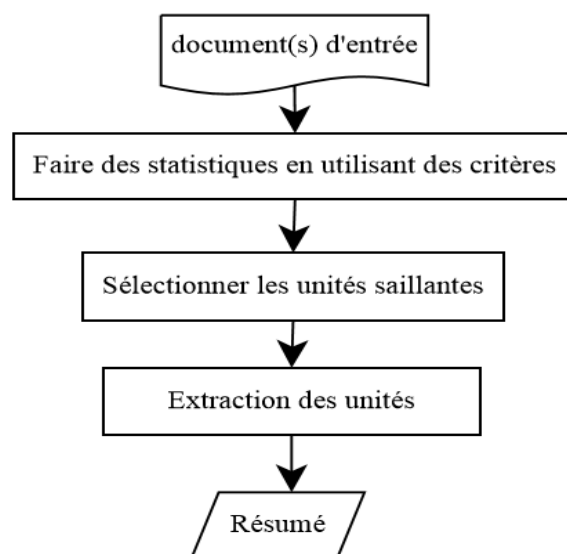 document(s) d'entrée
Faire des statistiques en utilisant des critères
Sélectionner les unités saillantes
Extraction des unités
Résumé